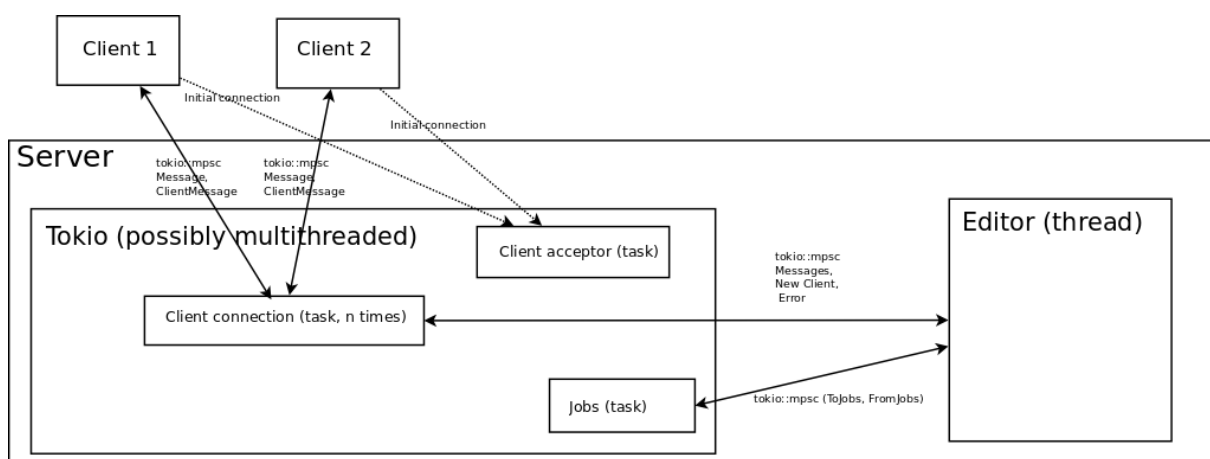 Client 1
Client 2
Initial connection
Initial connection
Server
tokio::mpsc
Message,
ClientMessage
tokio::mpsc
Message,
ClientMessage
Tokio (possibly multithreaded)
Client acceptor (task)
Editor (thread)
tokio::mpsc
Messages,
New Client,
Error
Client connection (task, n times)
Jobs (task)
tokio::mpsc (ToJobs, FromJobs)